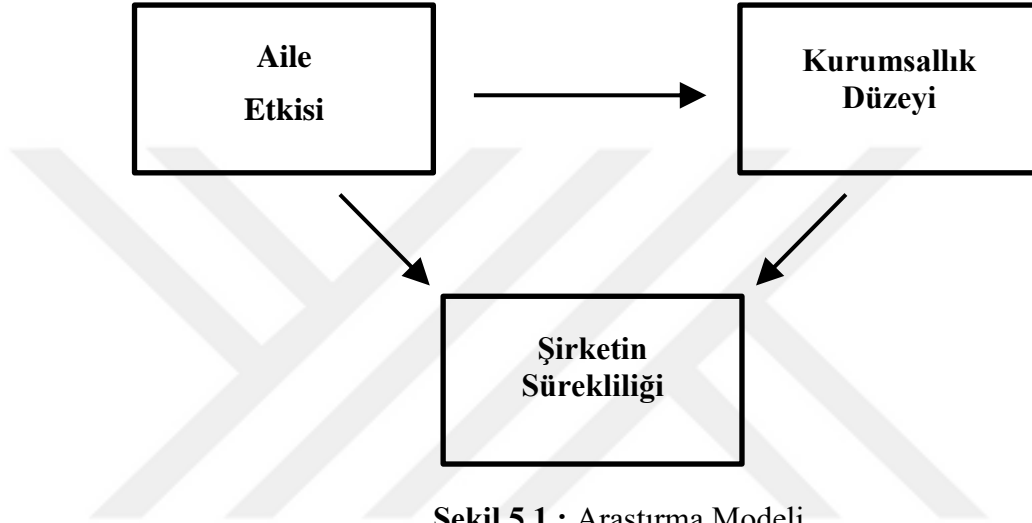 Aile
Etkisi
Kurumsallık
Düzeyi
Şirketin
Sürekliliği
Şekil 5.1 : Araştırma Modeli